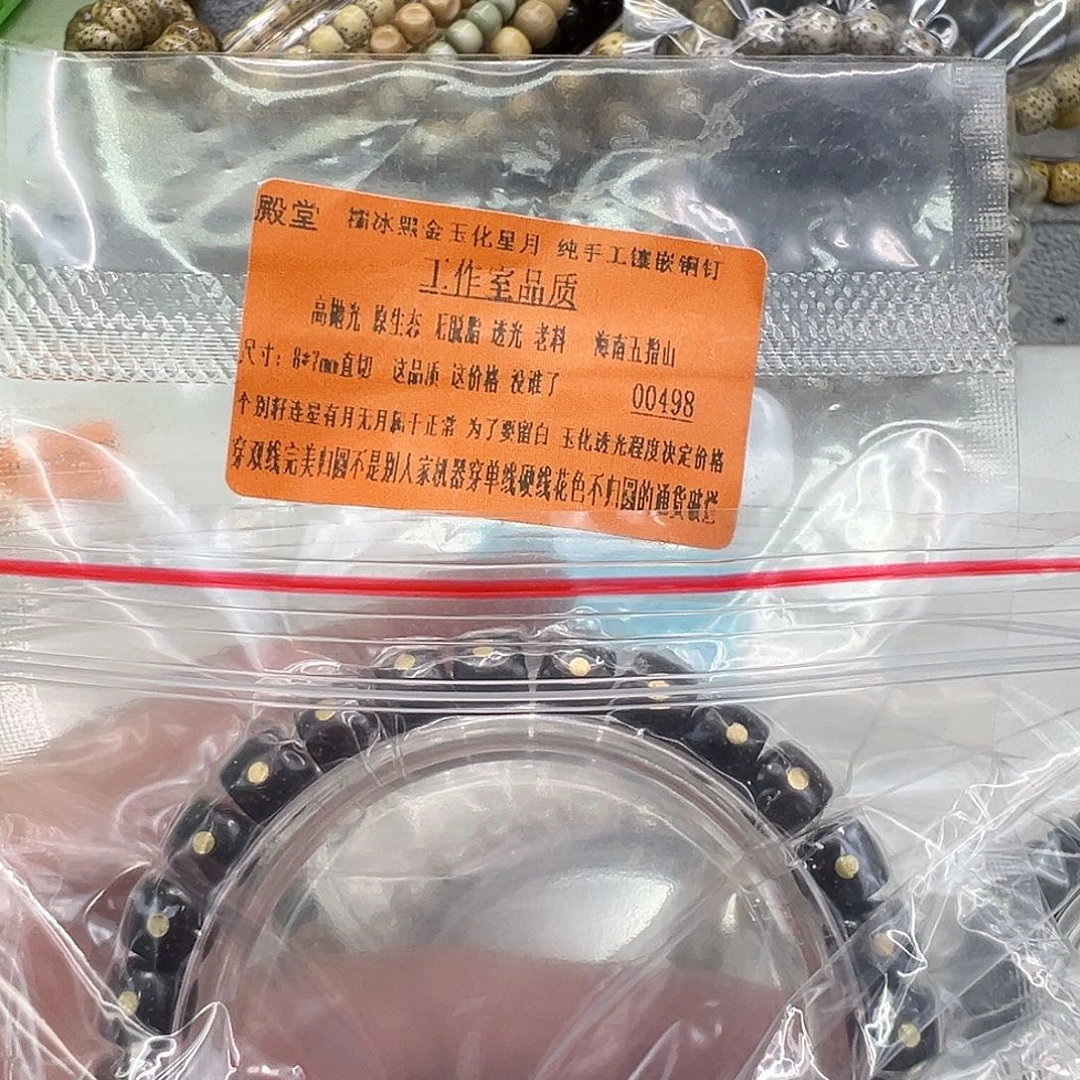 殿堂 糯冰黑金玉化星月 纯手工镶嵌铜钉
工作室品质
高抛光 原生态 无脱脂 透光 老料 海南五指山
尺寸：8*7mm直切 这品质 这价格 没谁了 00498
个别籽连星有月无月属于正常 为了要留白 玉化透光程度决定价格
穿双线完美归圆不是别人家机器穿单线硬线花色不归圆的通货